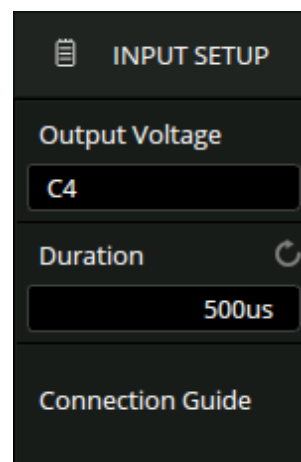 INPUT SETUP
Output Voltage
C4
Duration
500us
Connection Guide